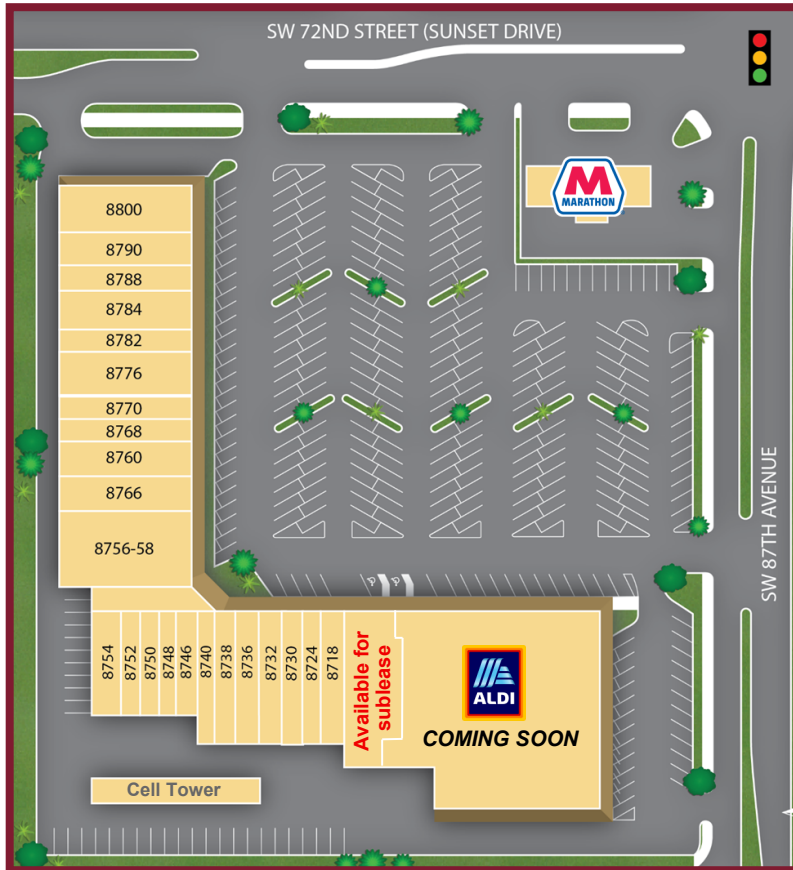 SW 72ND STREET (SUNSET DRIVE)
M
MARATHON
8800
8790
8788
8784
8782
8776
8770
8768
8760
8766
8756-58
SW 87TH AVENUE
8754
8752
8750
8748
8746
8740
8738
8736
8732
8730
8724
8718
Available for
sublease
ALDI
COMING SOON
Cell Tower